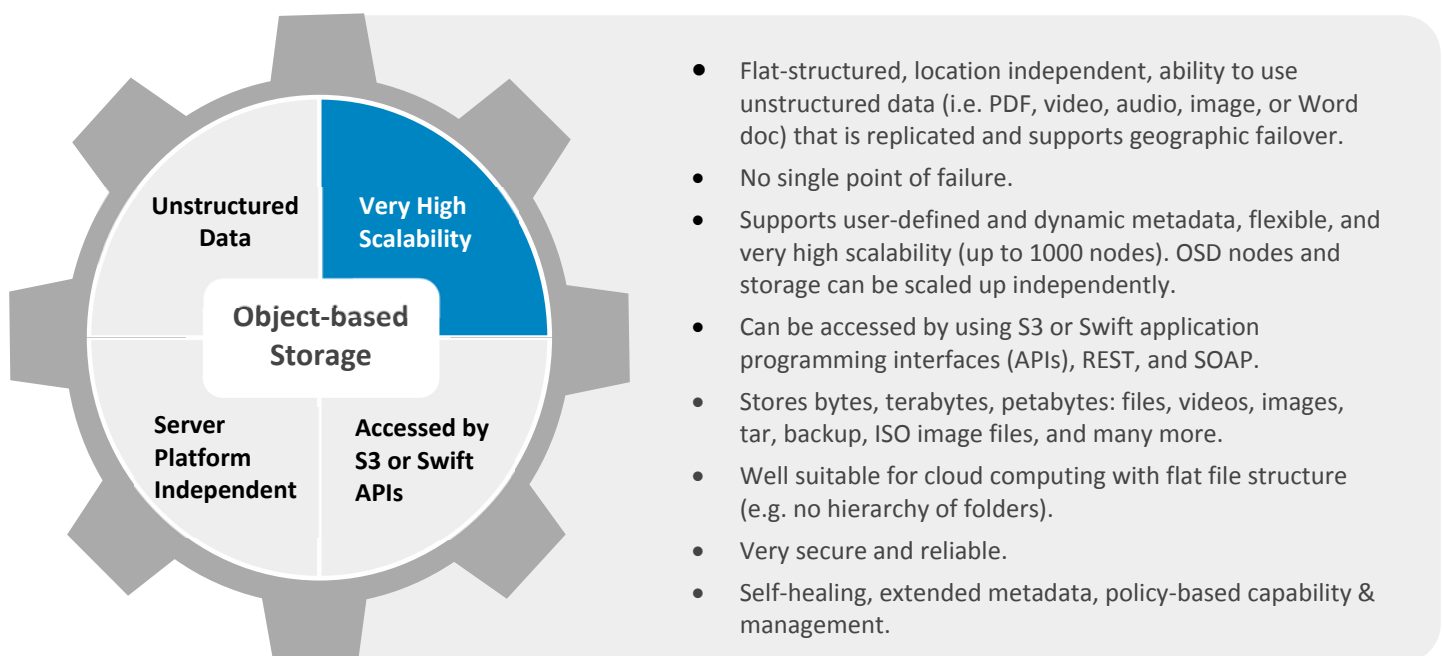 Unstructured
Data
Very High
Scalability
Object-based
Storage
Server
Platform
Independent
Accessed by
S3 or Swift
APIs
• Flat-structured, location independent, ability to use
unstructured data (i.e. PDF, video, audio, image, or Word
doc) that is replicated and supports geographic failover.
• No single point of failure.
• Supports user-defined and dynamic metadata, flexible, and
very high scalability (up to 1000 nodes). OSD nodes and
storage can be scaled up independently.
• Can be accessed by using S3 or Swift application
programming interfaces (APIs), REST, and SOAP.
• Stores bytes, terabytes, petabytes: files, videos, images,
tar, backup, ISO image files, and many more.
• Well suitable for cloud computing with flat file structure
(e.g. no hierarchy of folders).
• Very secure and reliable.
• Self-healing, extended metadata, policy-based capability &
management.